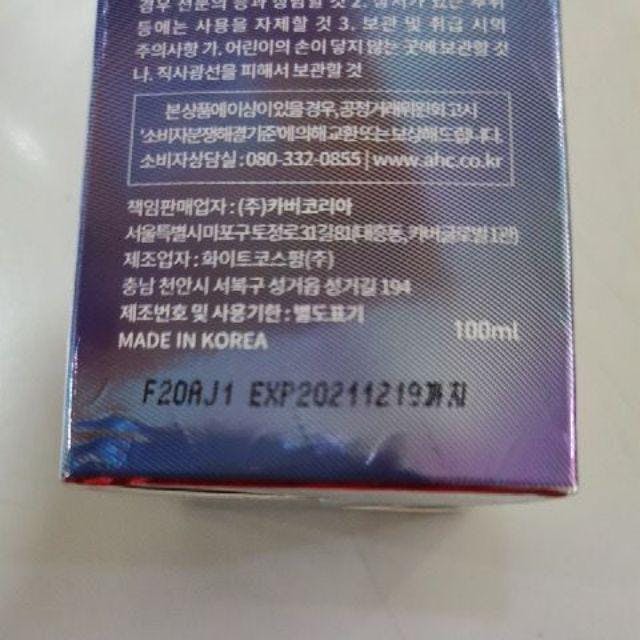 경우 전문의 등과 상담할 것 2. 상처가 있는 부위
등에는 사용을 자제할 것 3. 보관 및 취급 시의
주의사항 가. 어린이의 손이 닿지 않는 곳에 보관할 것
나. 직사광선을 피해서 보관할 것
본 상품에 이상이 있을 경우, 공정거래위원회 고시
'소비자분쟁해결기준'에 의해 교환 또는 보상해 드립니다.
소비자상담실 : 080-332-0855 | www.ahc.co.kr
책임판매업자 : (주)카버코리아
서울특별시 마포구 토정로 31길 81(대흥동, 카버글로벌 1관)
제조업자 : 화이트코스팜(주)
충남 천안시 서북구 성거읍 성거길 194
제조번호 및 사용기한 : 별도표기
MADE IN KOREA
100ml
F20AJ1 EXP20211219까지